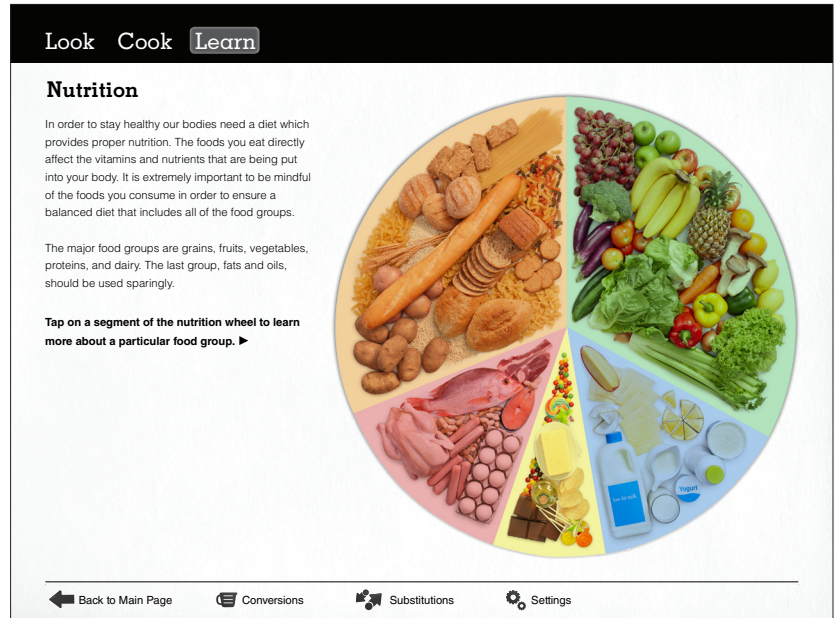 Look Cook Learn
Nutrition
In order to stay healthy our bodies need a diet which
provides proper nutrition. The foods you eat directly
affect the vitamins and nutrients that are being put
into your body. It is extremely important to be mindful
of the foods you consume in order to ensure a
balanced diet that includes all of the food groups.
The major food groups are grains, fruits, vegetables,
proteins, and dairy. The last group, fats and oils,
should be used sparingly.
Tap on a segment of the nutrition wheel to learn
more about a particular food group. ►
low fat milk
Yogurt
Back to Main Page Conversions Substitutions Settings